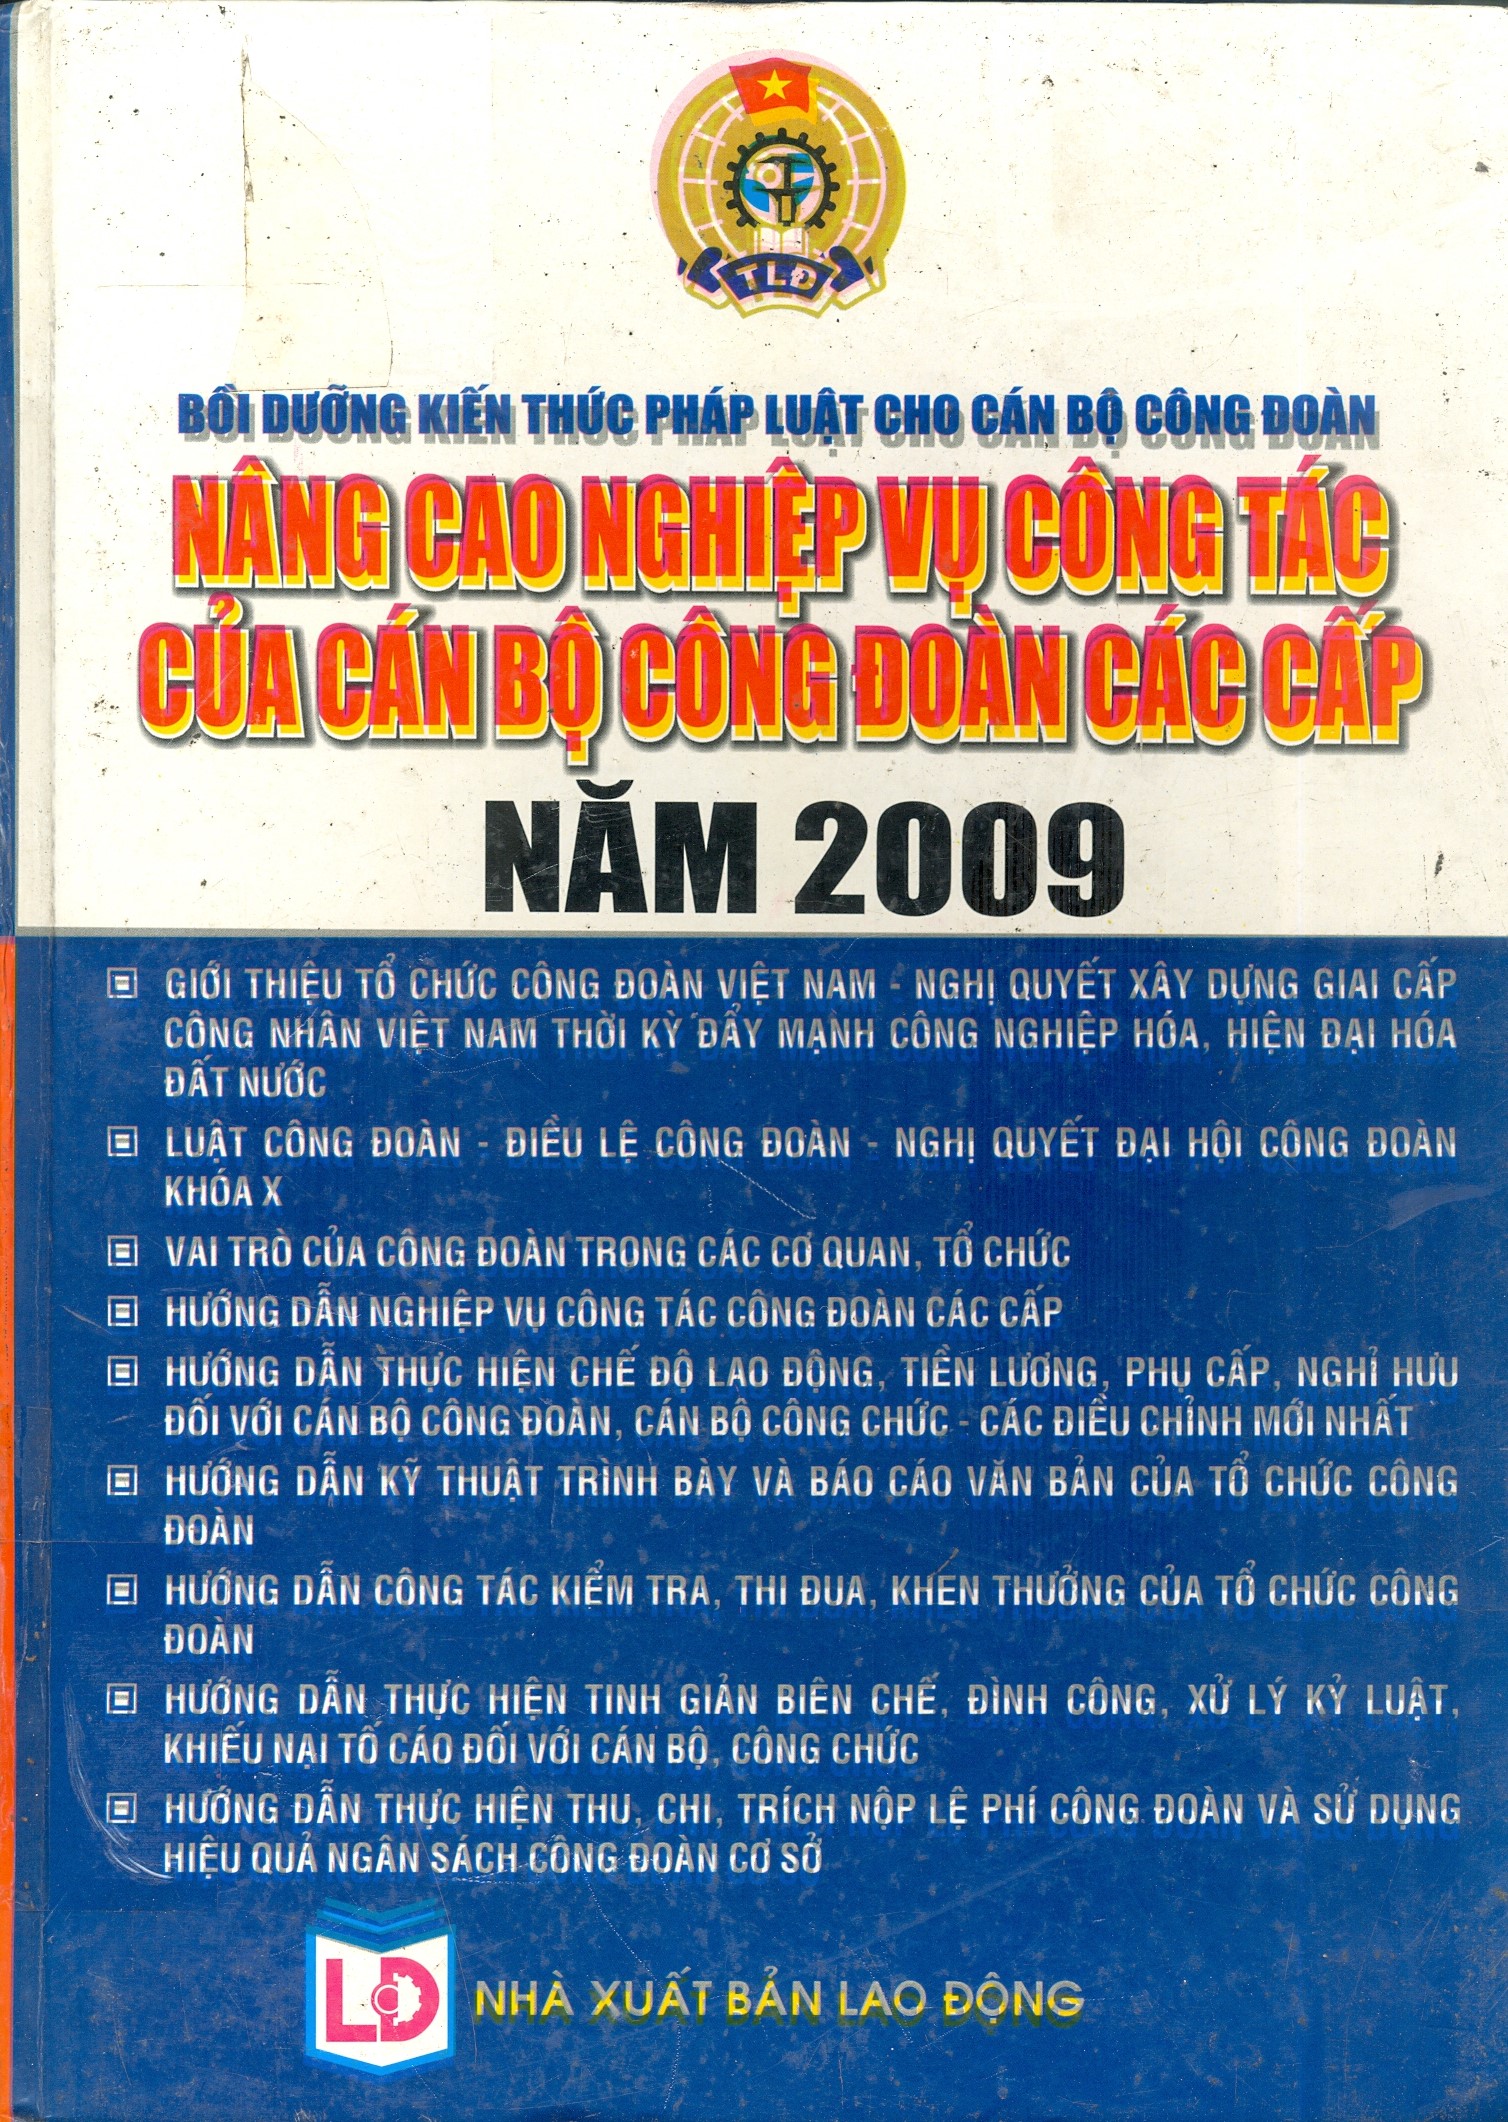 TLĐ
BỒI DƯỠNG KIẾN THỨC PHÁP LUẬT CHO CÁN BỘ CÔNG ĐOÀN
NÂNG CAO NGHIỆP VỤ CÔNG TÁC
CỦA CÁN BỘ CÔNG ĐOÀN CÁC CẤP
NĂM 2009
GIỚI THIỆU TỔ CHỨC CÔNG ĐOÀN VIỆT NAM - NGHỊ QUYẾT XÂY DỰNG GIAI CẤP
CÔNG NHÂN VIỆT NAM THỜI KỲ ĐẨY MẠNH CÔNG NGHIỆP HÓA, HIỆN ĐẠI HÓA
ĐẤT NƯỚC
LUẬT CÔNG ĐOÀN - ĐIỀU LỆ CÔNG ĐOÀN - NGHỊ QUYẾT ĐẠI HỘI CÔNG ĐOÀN
KHÓA X
VAI TRÒ CỦA CÔNG ĐOÀN TRONG CÁC CƠ QUAN, TỔ CHỨC
HƯỚNG DẪN NGHIỆP VỤ CÔNG TÁC CÔNG ĐOÀN CÁC CẤP
HƯỚNG DẪN THỰC HIỆN CHẾ ĐỘ LAO ĐỘNG, TIỀN LƯƠNG, PHỤ CẤP, NGHỈ HƯU
ĐỐI VỚI CÁN BỘ CÔNG ĐOÀN, CÁN BỘ CÔNG CHỨC - CÁC ĐIỀU CHỈNH MỚI NHẤT
HƯỚNG DẪN KỸ THUẬT TRÌNH BÀY VÀ BÁO CÁO VĂN BẢN CỦA TỔ CHỨC CÔNG
ĐOÀN
HƯỚNG DẪN CÔNG TÁC KIỂM TRA, THI ĐUA, KHEN THƯỞNG CỦA TỔ CHỨC CÔNG
ĐOÀN
HƯỚNG DẪN THỰC HIỆN TINH GIẢN BIÊN CHẾ, ĐÌNH CÔNG, XỬ LÝ KỶ LUẬT,
KHIẾU NẠI TỐ CÁO ĐỐI VỚI CÁN BỘ, CÔNG CHỨC
HƯỚNG DẪN THỰC HIỆN THU, CHI, TRÍCH NỘP LỆ PHÍ CÔNG ĐOÀN VÀ SỬ DỤNG
HIỆU QUẢ NGÂN SÁCH CÔNG ĐOÀN CƠ SỞ
LĐ
NHÀ XUẤT BẢN LAO ĐỘNG